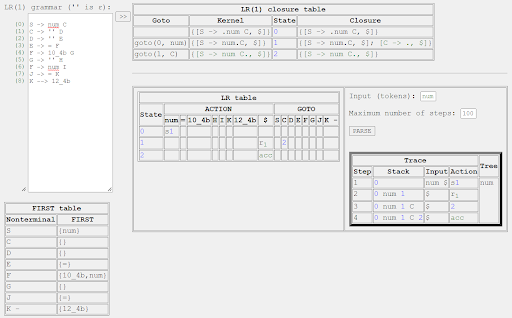 LR(1) grammar ('' is ε):
(0) S -> num C
(1) C -> '' D
(2) D -> '' E
(3) E -> = F
(4) F -> 10_4b G
(5) G -> '' H
(6) F -> num I
(7) J -> = K
(8) K --> 12_4b
>>
LR(1) closure table
Goto Kernel State Closure
{[S -> .num C, $]} 0 {[S -> .num C, $]}
goto(0, num) {[S -> num.C, $]} 1 {[S -> num.C, $]; [C -> ., $]}
goto(1, C) {[S -> num C., $]} 2 {[S -> num C., $]}
LR table
State ACTION GOTO
num = 10_4b H I K 12_4b $ S C D E F G J K -
0 s1
1 r1 2
2 acc
Input (tokens): num
Maximum number of steps: 100
PARSE
Trace Tree
Step Stack Input Action
1 0 num $ s1 num
2 0 num 1 $ r1
3 0 num 1 C $ 2
4 0 num 1 C 2 $ acc
FIRST table
Nonterminal FIRST
S {num}
C {}
D {}
E {=}
F {10_4b,num}
G {}
J {=}
K - {12_4b}